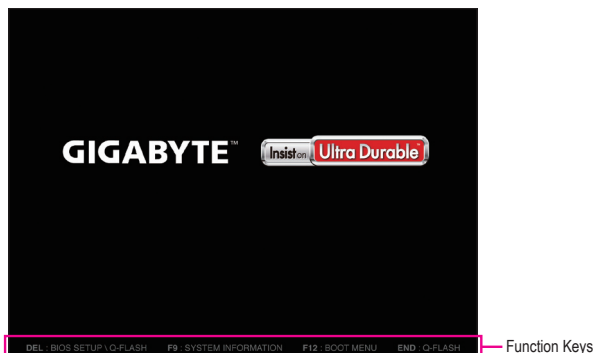 GIGABYTE™
Insist on Ultra Durable™
DEL : BIOS SETUP \ Q-FLASH F9 : SYSTEM INFORMATION F12 : BOOT MENU END : Q-FLASH
Function Keys